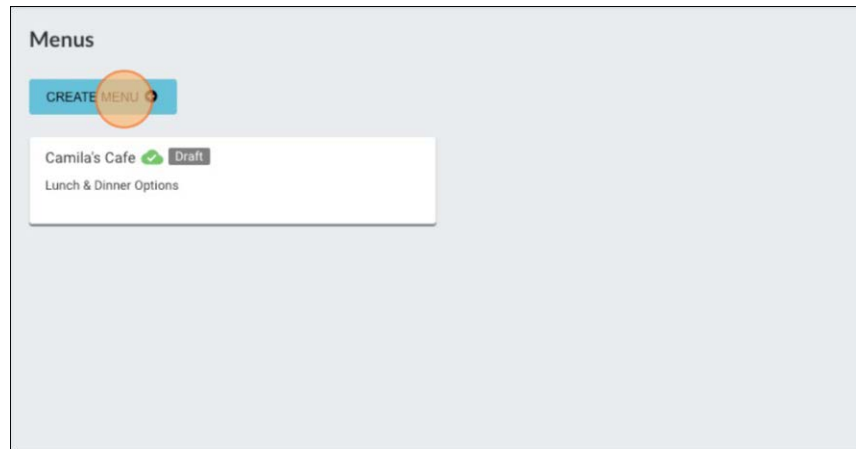 Menus
CREATE MENU
Camila's Cafe Draft
Lunch & Dinner Options